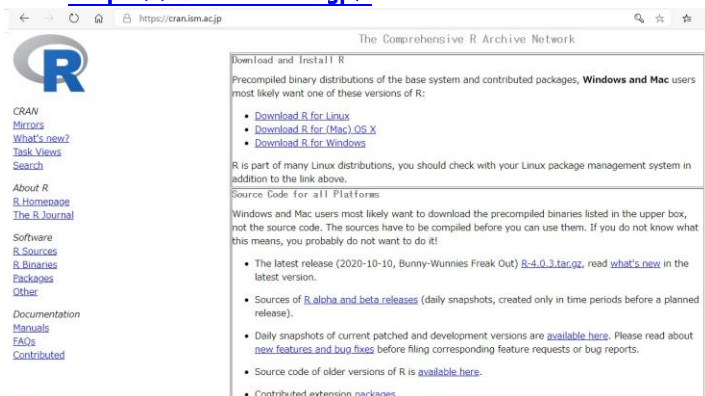 https://cran.ism.ac.jp
The Comprehensive R Archive Network
R
CRAN
Mirrors
What's new?
Task Views
Search
About R
R Homepage
The R Journal
Software
R Sources
R Binaries
Packages
Other
Documentation
Manuals
FAQs
Contributed
Download and Install R
Precompiled binary distributions of the base system and contributed packages, Windows and Mac users
most likely want one of these versions of R:
• Download R for Linux
• Download R for (Mac) OS X
• Download R for Windows
R is part of many Linux distributions, you should check with your Linux package management system in
addition to the link above.
Source Code for all Platforms
Windows and Mac users most likely want to download the precompiled binaries listed in the upper box,
not the source code. The sources have to be compiled before you can use them. If you do not know what
this means, you probably do not want to do it!
• The latest release (2020-10-10, Bunny-Wunnies Freak Out) R-4.0.3.tar.gz, read what's new in the
latest version.
• Sources of R alpha and beta releases (daily snapshots, created only in time periods before a planned
release).
• Daily snapshots of current patched and development versions are available here. Please read about
new features and bug fixes before filing corresponding feature requests or bug reports.
• Source code of older versions of R is available here.
• Contributed extension packages